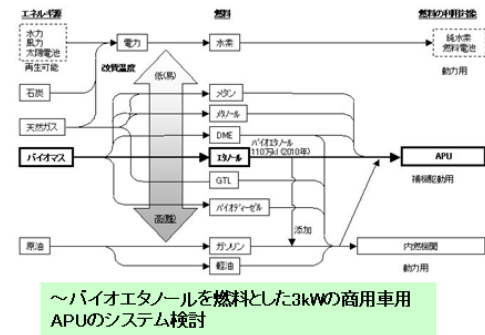 エネルギ源
燃料
燃料の利用技能
水力
風力
太陽電池
再生可能
電力
水素
純水素
燃料電池
動力用
改質温度
低(易)
石炭
天然ガス
メタン
メタノール
DME
バイオエタノール
110万kl (2010年)
バイオマス
エタノール
APU
補機駆動用
GTL
バイオディーゼル
高(難)
添加
原油
ガソリン
軽油
内燃機関
動力用
～バイオエタノールを燃料とした3kWの商用車用
APUのシステム検討